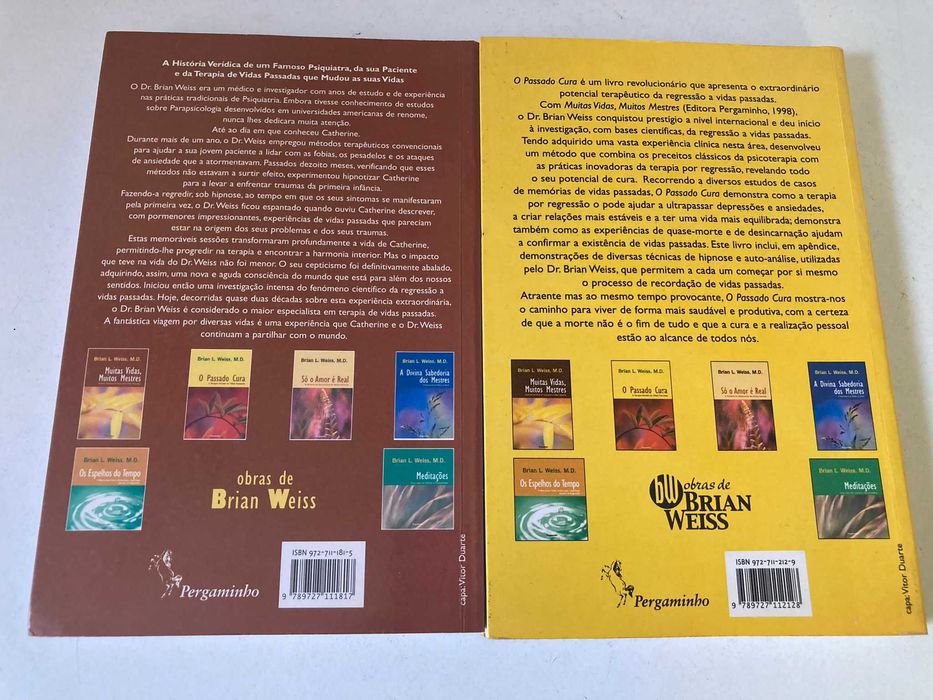 A História Verídica de um Famoso Psiquiatra, da sua Paciente
e da Terapia de Vidas Passadas que Mudou as suas Vidas
O Dr. Brian Weiss era um médico e investigador com anos de estudo e de experiência
nas práticas tradicionais de Psiquiatria. Embora tivesse conhecimento de estudos
sobre Parapsicologia desenvolvidos em universidades americanas de renome,
nunca lhes dedicara muita atenção.
Até ao dia em que conheceu Catherine.
Durante mais de um ano, o Dr. Weiss empregou métodos terapêuticos convencionais
para ajudar a sua jovem paciente a lidar com as fobias, os pesadelos e os ataques
de ansiedade que a atormentavam. Passados dezoito meses, verificando que esses
métodos não estavam a surtir efeito, experimentou hipnotizar Catherine
para a levar a enfrentar traumas da primeira infância.
Fazendo-a regredir, sob hipnose, ao tempo em que os seus sintomas se manifestaram
pela primeira vez, o Dr. Weiss ficou espantado quando ouviu Catherine descrever,
com pormenores impressionantes, experiências de vidas passadas que pareciam
estar na origem dos seus problemas e dos seus traumas.
Estas memoráveis sessões transformaram profundamente a vida de Catherine,
permitindo-lhe progredir na terapia e encontrar a harmonia interior. Mas o impacto
que teve na vida do Dr. Weiss não foi menor. O seu cepticismo foi definitivamente abalado,
adquirindo, assim, uma nova e aguda consciência do mundo que está para além dos nossos
sentidos. Iniciou então uma investigação intensa do fenómeno científico da regressão a
vidas passadas. Hoje, decorridas quase duas décadas sobre esta experiência extraordinária,
o Dr. Brian Weiss é considerado o maior especialista em terapia de vidas passadas.
A fantástica viagem por diversas vidas é uma experiência que Catherine e o Dr. Weiss
continuam a partilhar com o mundo.
Brian L. Weiss, M.D.
Muitas Vidas,
Muitos Mestres
Brian L. Weiss, M.D.
O Passado Cura
Brian L. Weiss, M.D.
Só o Amor é Real
Brian L. Weiss, M.D.
A Divina Sabedoria
dos Mestres
Brian L. Weiss, M.D.
Os Espelhos do Tempo
obras de
Brian Weiss
Brian L. Weiss, M.D.
Meditações
Pergaminho
ISBN 972-711-181-5
9 789727 111817
capa: Vitor Duarte
O Passado Cura é um livro revolucionário que apresenta o extraordinário
potencial terapêutico da regressão a vidas passadas.
Com Muitas Vidas, Muitos Mestres (Editora Pergaminho, 1998),
o Dr. Brian Weiss conquistou prestígio a nível internacional e deu início
à investigação, com bases científicas, da regressão a vidas passadas.
Tendo adquirido uma vasta experiência clínica nesta área, desenvolveu
um método que combina os preceitos clássicos da psicoterapia com
as práticas inovadoras da terapia por regressão, revelando todo
o seu potencial de cura. Recorrendo a diversos estudos de casos
de memórias de vidas passadas, O Passado Cura demonstra como a terapia
por regressão o pode ajudar a ultrapassar depressões e ansiedades,
a criar relações mais estáveis e a ter uma vida mais equilibrada; demonstra
também como as experiências de quase-morte e de desincarnação ajudam
a confirmar a existência de vidas passadas. Este livro inclui, em apêndice,
demonstrações de diversas técnicas de hipnose e auto-análise, utilizadas
pelo Dr. Brian Weiss, que permitem a cada um começar por si mesmo
o processo de recordação de vidas passadas.
Atraente mas ao mesmo tempo provocante, O Passado Cura mostra-nos
o caminho para viver de forma mais saudável e produtiva, com a certeza
de que a morte não é o fim de tudo e que a cura e a realização pessoal
estão ao alcance de todos nós.
Brian L. Weiss, M.D.
Muitas Vidas,
Muitos Mestres
Brian L. Weiss, M.D.
O Passado Cura
Brian L. Weiss, M.D.
Só o Amor é Real
Brian L. Weiss, M.D.
A Divina Sabedoria
dos Mestres
Brian L. Weiss, M.D.
Os Espelhos do Tempo
bw obras de
BRIAN
WEISS
Brian L. Weiss, M.D.
Meditações
Pergaminho
ISBN 972-711-212-9
9 789727 112128
capa: Vitor Duarte